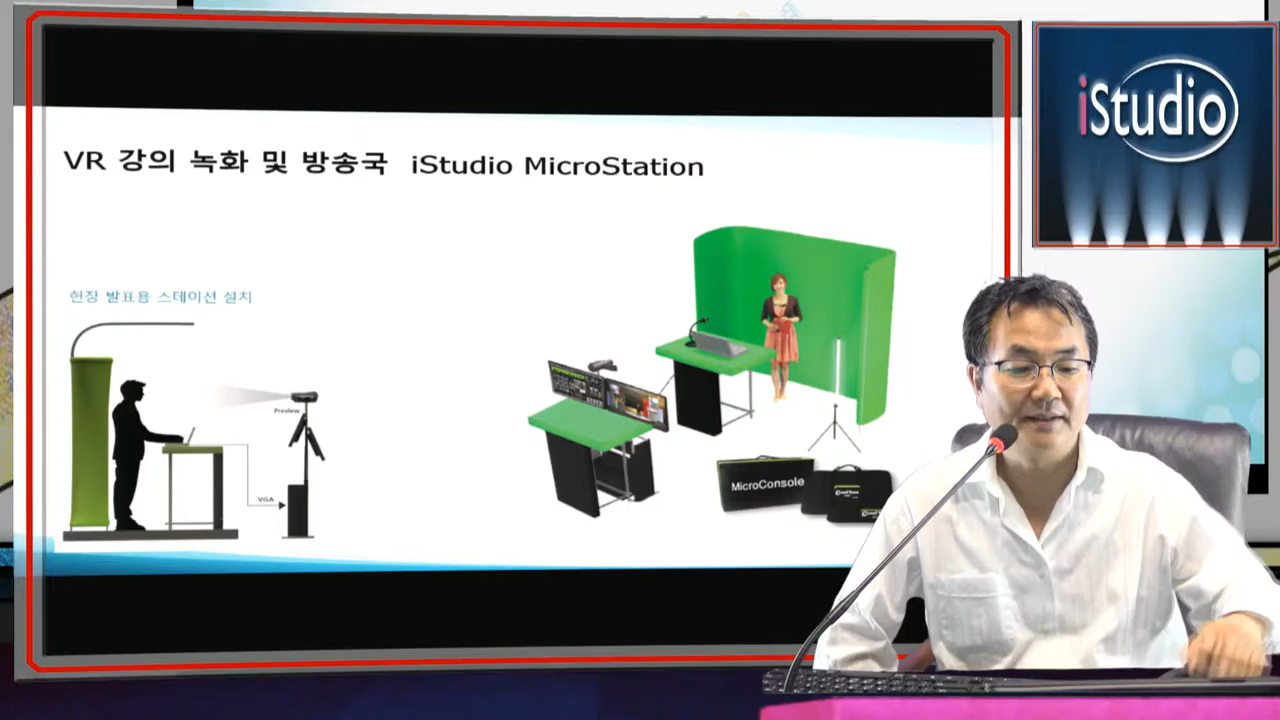 VR 강의 녹화 및 방송국 iStudio MicroStation
iStudio
현장 발표용 스테이션 설치
Preview
VGA
MicroConsole